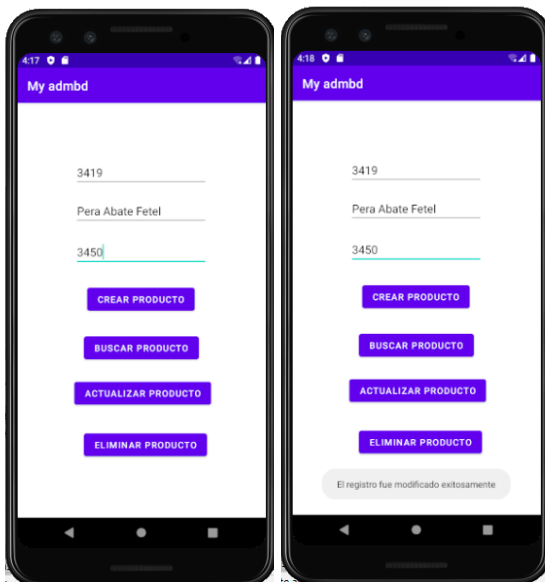 4:17
My admbd
3419
Pera Abate Fetel
3450
CREAR PRODUCTO
BUSCAR PRODUCTO
ACTUALIZAR PRODUCTO
ELIMINAR PRODUCTO
4:18
My admbd
3419
Pera Abate Fetel
3450
CREAR PRODUCTO
BUSCAR PRODUCTO
ACTUALIZAR PRODUCTO
ELIMINAR PRODUCTO
El registro fue modificado exitosamente